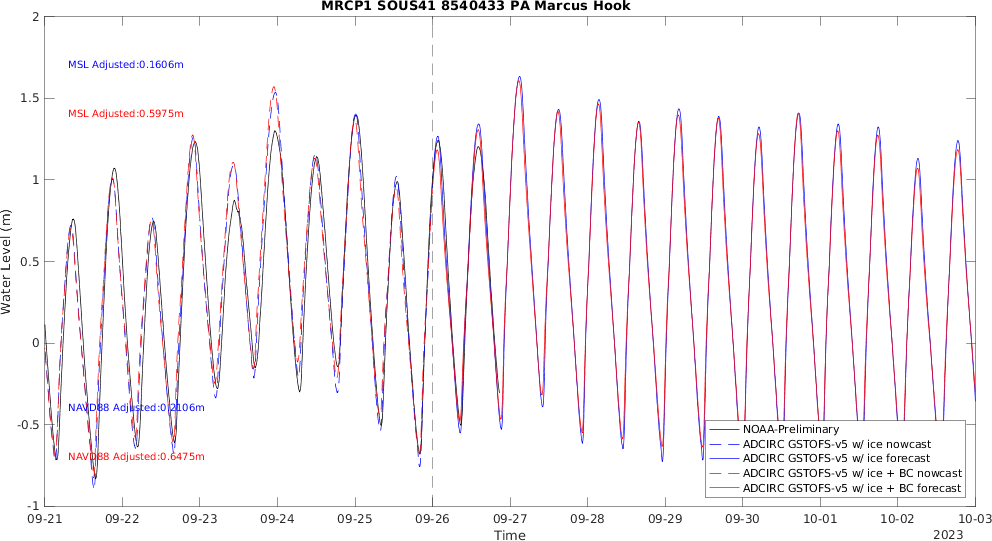 MRCP1 SOUS41 8540433 PA Marcus Hook
2
1.5
1
0.5
0
-0.5
-1
Water Level (m)
MSL Adjusted:0.1606m
MSL Adjusted:0.5975m
NAVD88 Adjusted:0.2106m
NAVD88 Adjusted:0.6475m
NOAA-Preliminary
ADCIRC GSTOFS-v5 w/ ice nowcast
ADCIRC GSTOFS-v5 w/ ice forecast
ADCIRC GSTOFS-v5 w/ ice + BC nowcast
ADCIRC GSTOFS-v5 w/ ice + BC forecast
09-21 09-22 09-23 09-24 09-25 09-26 09-27 09-28 09-29 09-30 10-01 10-02 10-03
Time
2023